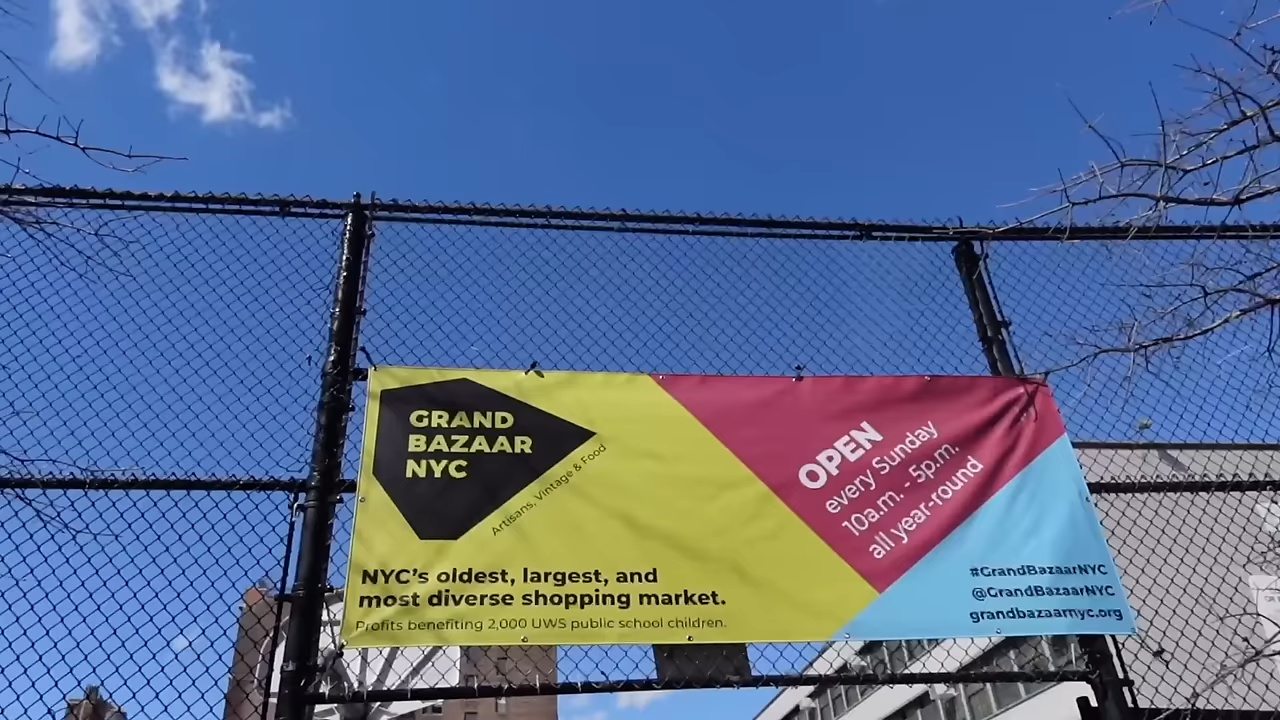 GRAND
BAZAAR
NYC
Artisans, Vintage & Food
NYC's oldest, largest, and
most diverse shopping market.
Profits benefiting 2,000 UWS public school children.
OPEN
every Sunday
10a.m. - 5p.m.
all year-round
#GrandBazaarNYC
@GrandBazaarNYC
grandbazaarnyc.org